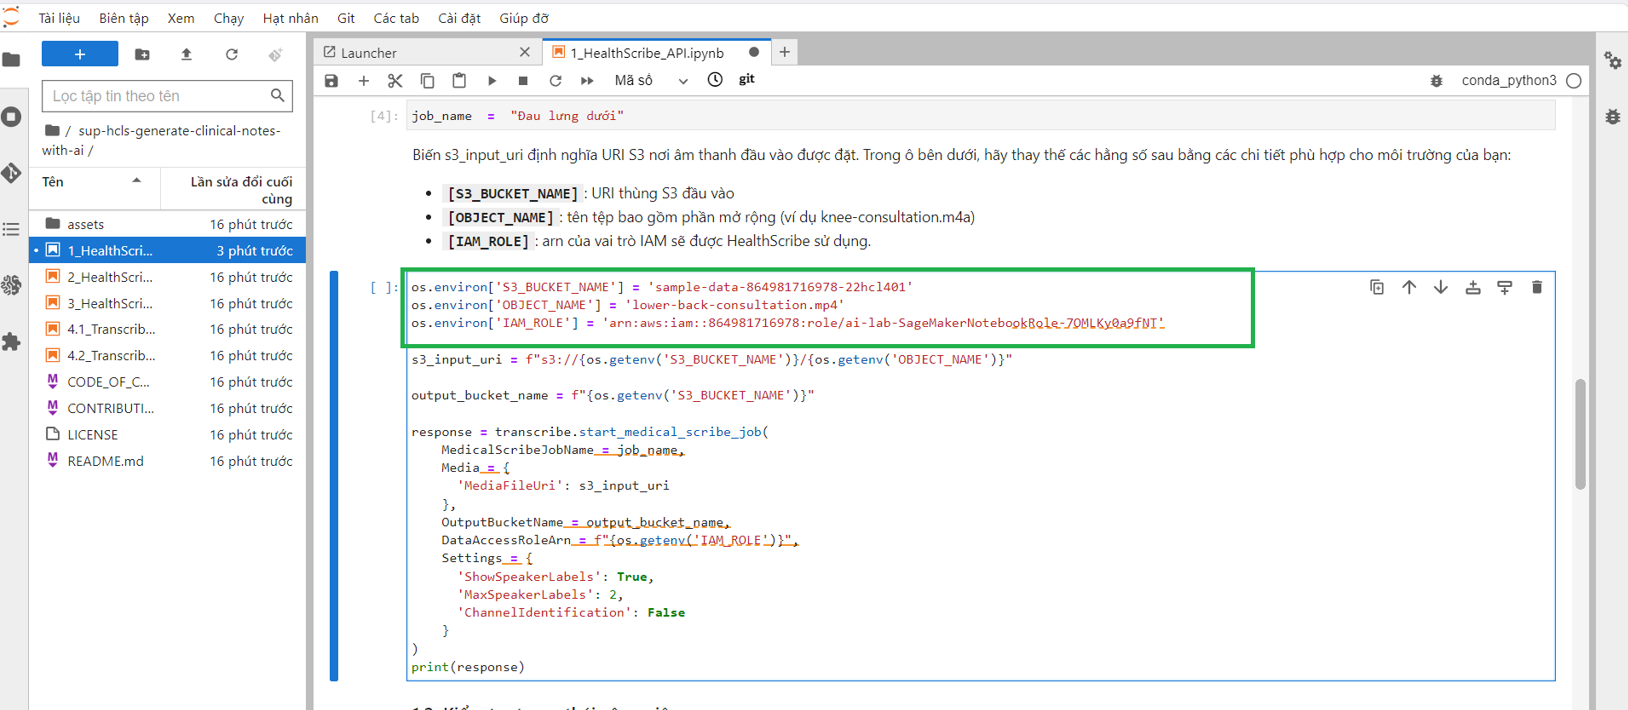 Tài liệu Biên tập Xem Chạy Hạt nhân Git Các tab Cài đặt Giúp đỡ
Launcher
1_HealthScribe_API.ipynb
Mã số
git
conda_python3
Lọc tập tin theo tên
/ sup-hcls-generate-clinical-notes-
with-ai /
Tên Lần sửa đổi cuối
cùng
assets 16 phút trước
1_HealthScri... 3 phút trước
2_HealthScri... 16 phút trước
3_HealthScri... 16 phút trước
4.1_Transcrib... 16 phút trước
4.2_Transcrib... 16 phút trước
CODE_OF_C... 16 phút trước
CONTRIBUTI... 16 phút trước
LICENSE 16 phút trước
README.md 16 phút trước
[4]: job_name = "Đau lưng dưới"
Biến s3_input_uri định nghĩa URI S3 nơi âm thanh đầu vào được đặt. Trong ô bên dưới, hãy thay thế các hằng số sau bằng các chi tiết phù hợp cho môi trường của bạn:
• [S3_BUCKET_NAME] : URI thùng S3 đầu vào
• [OBJECT_NAME] : tên tệp bao gồm phần mở rộng (ví dụ knee-consultation.m4a)
• [IAM_ROLE] : arn của vai trò IAM sẽ được HealthScribe sử dụng.
[ ]: os.environ['S3_BUCKET_NAME'] = 'sample-data-864981716978-22hcl401'
os.environ['OBJECT_NAME'] = 'lower-back-consultation.mp4'
os.environ['IAM_ROLE'] = 'arn:aws:iam::864981716978:role/ai-lab-SageMakerNotebookRole-7OMLKy0a9fNT'
s3_input_uri = f"s3://{os.getenv('S3_BUCKET_NAME')}/{os.getenv('OBJECT_NAME')}"
output_bucket_name = f"{os.getenv('S3_BUCKET_NAME')}"
response = transcribe.start_medical_scribe_job(
MedicalScribeJobName = job_name,
Media = {
'MediaFileUri': s3_input_uri
},
OutputBucketName = output_bucket_name,
DataAccessRoleArn = f"{os.getenv('IAM_ROLE')}",
Settings = {
'ShowSpeakerLabels': True,
'MaxSpeakerLabels': 2,
'ChannelIdentification': False
}
)
print(response)